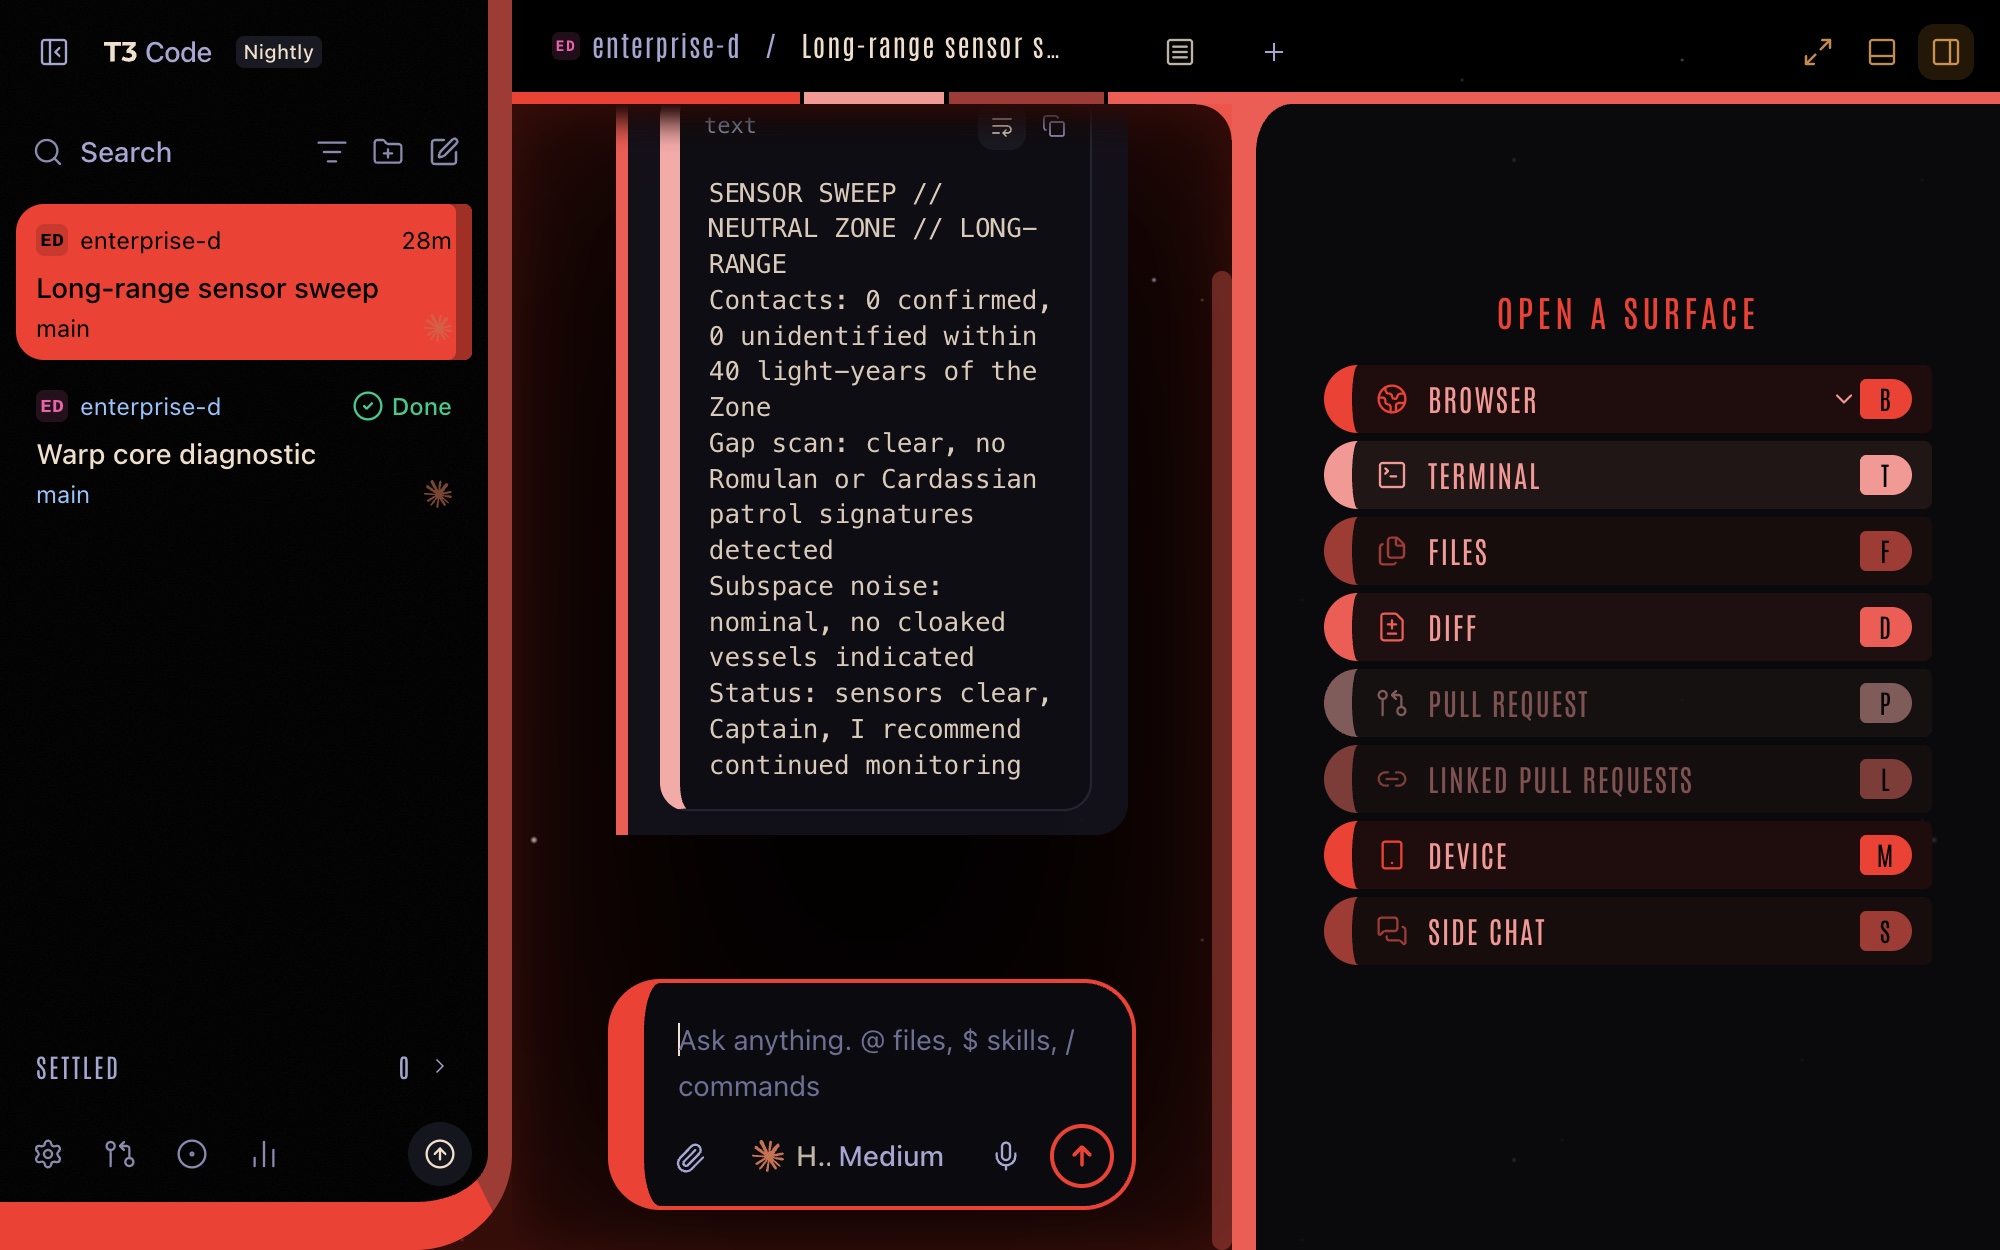 T3 Code Nightly
Search
ED enterprise-d 28m
Long-range sensor sweep
main
ED enterprise-d Done
Warp core diagnostic
main
SETTLED 0
ED enterprise-d / Long-range sensor s…
text
SENSOR SWEEP //
NEUTRAL ZONE // LONG-
RANGE
Contacts: 0 confirmed,
0 unidentified within
40 light-years of the
Zone
Gap scan: clear, no
Romulan or Cardassian
patrol signatures
detected
Subspace noise:
nominal, no cloaked
vessels indicated
Status: sensors clear,
Captain, I recommend
continued monitoring
Ask anything. @ files, $ skills, /
commands
H.. Medium
OPEN A SURFACE
BROWSER B
TERMINAL T
FILES F
DIFF D
PULL REQUEST P
LINKED PULL REQUESTS L
DEVICE M
SIDE CHAT S